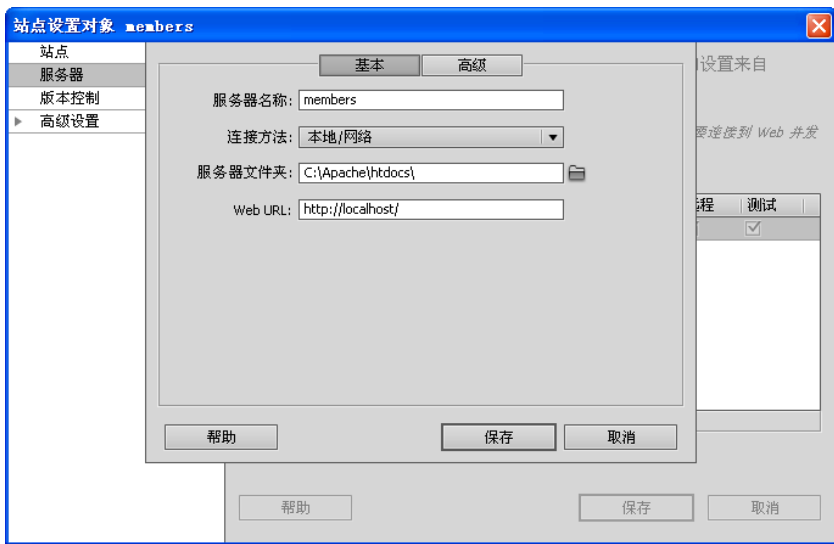 站点设置对象 members
站点
服务器
版本控制
高级设置
基本
高级
设置来自
服务器名称: members
要连接到 Web 并发
连接方法: 本地/网络
服务器文件夹: C:\Apache\htdocs\
远程
测试
Web URL: http://localhost/
帮助
保存
取消
帮助
保存
取消